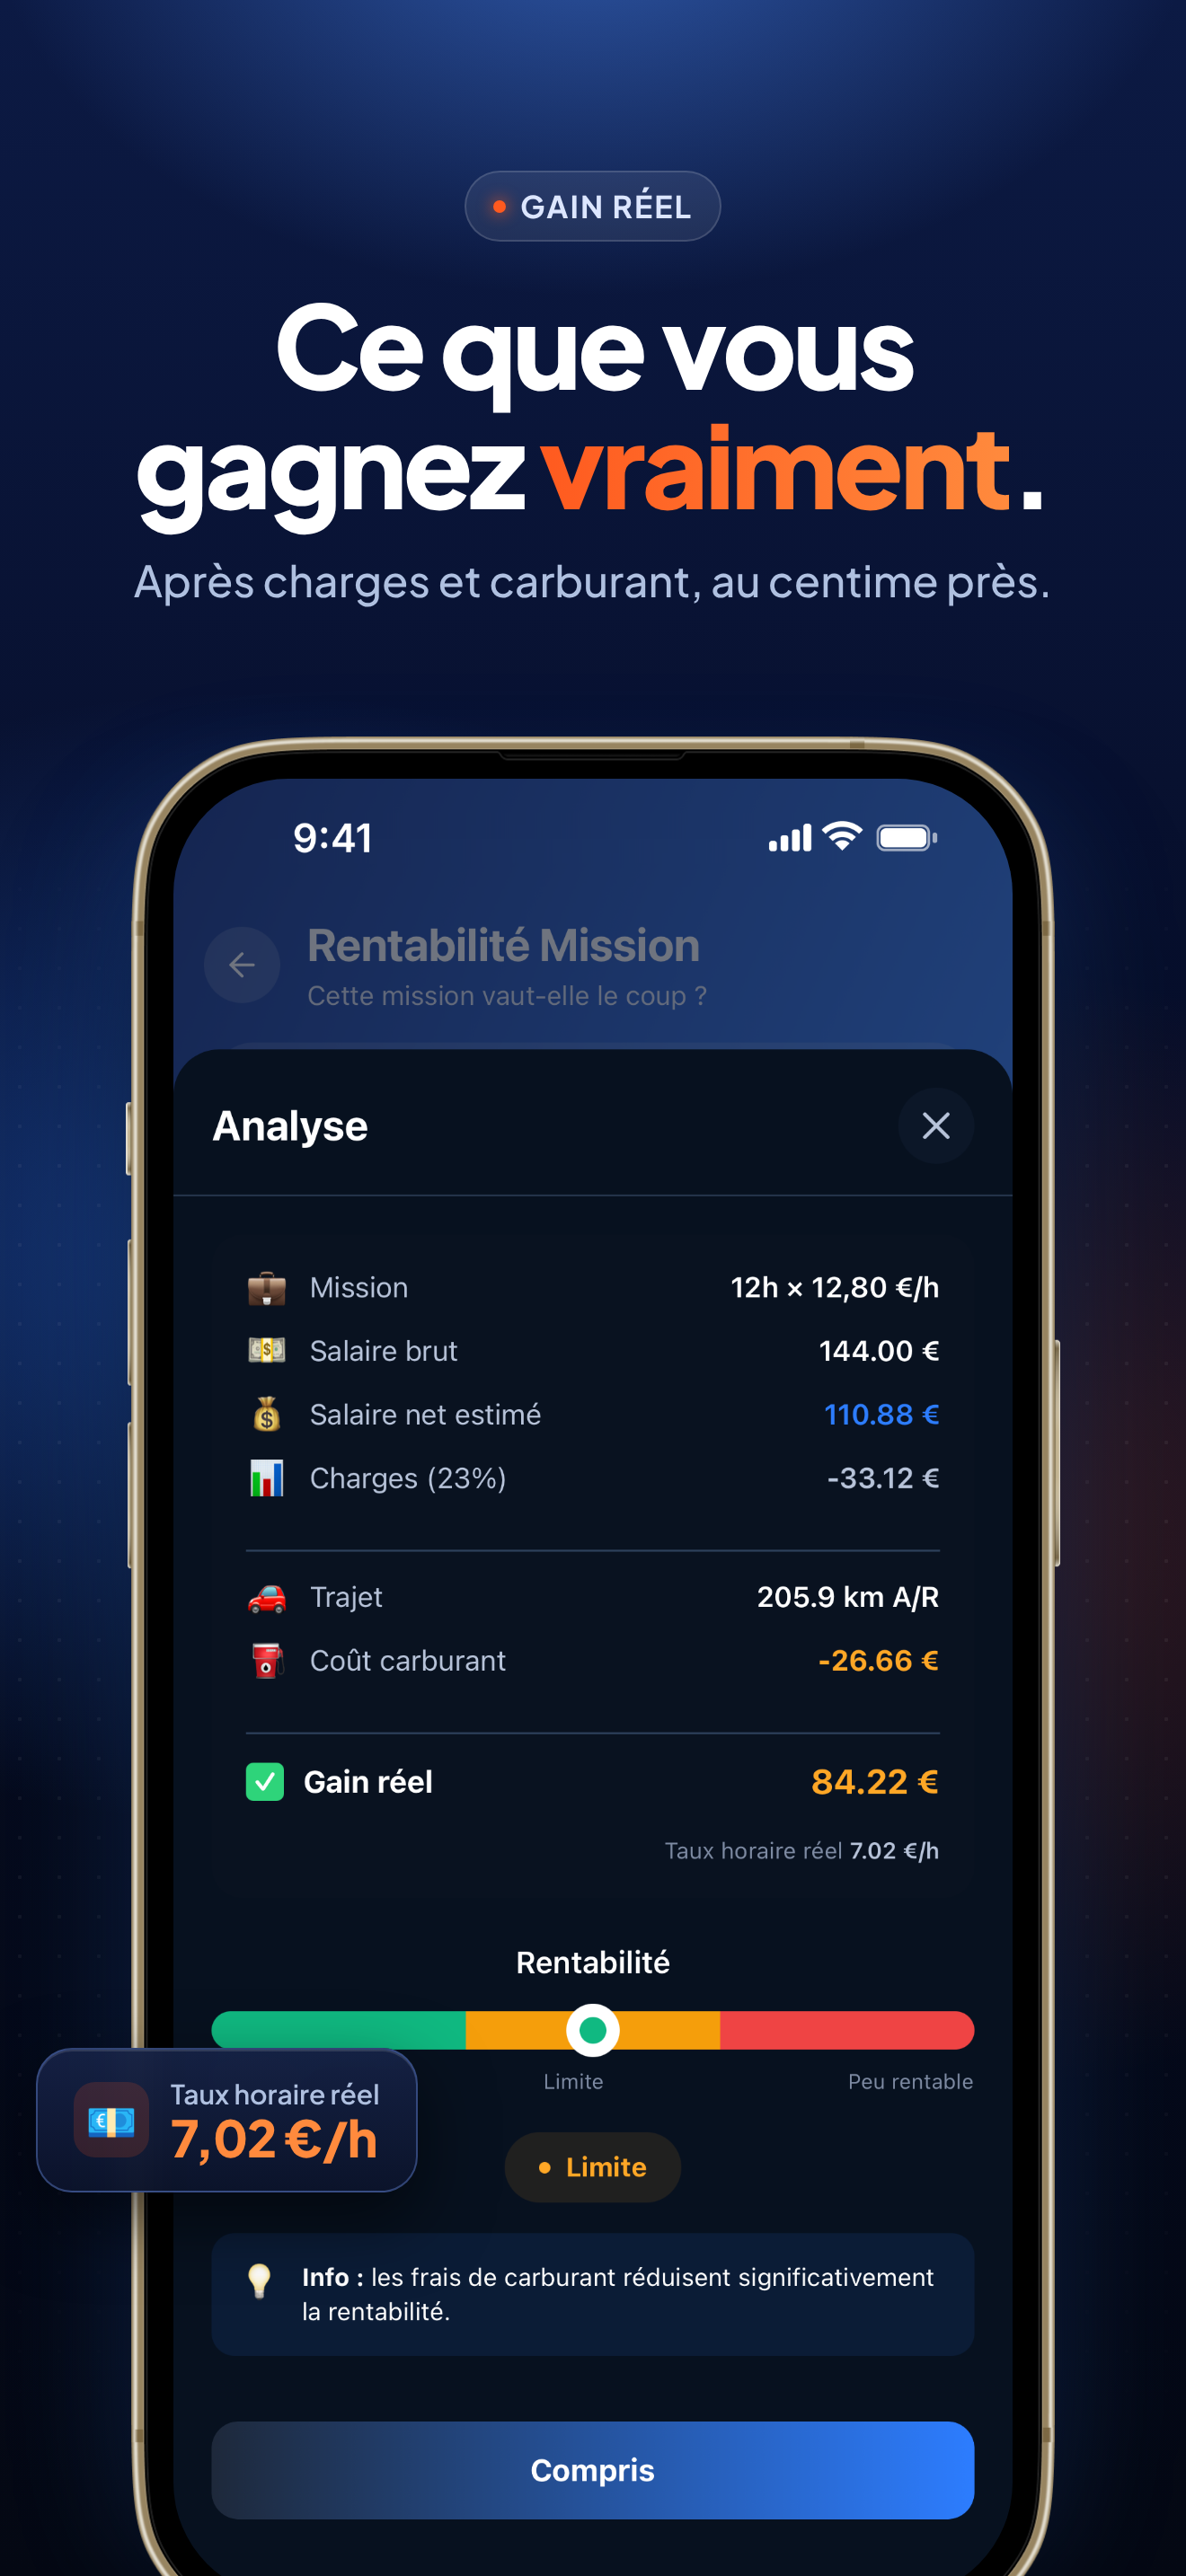 GAIN RÉEL
Ce que vous
gagnez vraiment.
Après charges et carburant, au centime près.
9:41
Rentabilité Mission
Cette mission vaut-elle le coup ?
Analyse
Mission 12h × 12,80 €/h
Salaire brut 144.00 €
Salaire net estimé 110.88 €
Charges (23%) -33.12 €
Trajet 205.9 km A/R
Coût carburant -26.66 €
Gain réel 84.22 €
Taux horaire réel 7.02 €/h
Rentabilité
Limite Peu rentable
Taux horaire réel
7,02 €/h
Limite
Info : les frais de carburant réduisent significativement
la rentabilité.
Compris